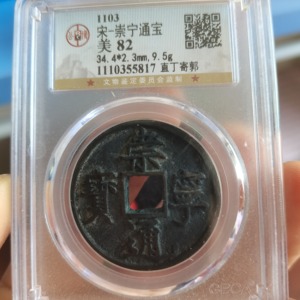 1103
宋-崇宁通宝
美 82
34.4*2.3mm,9.5g
1110355817 直丁寄郭
崇
寶 寧
通